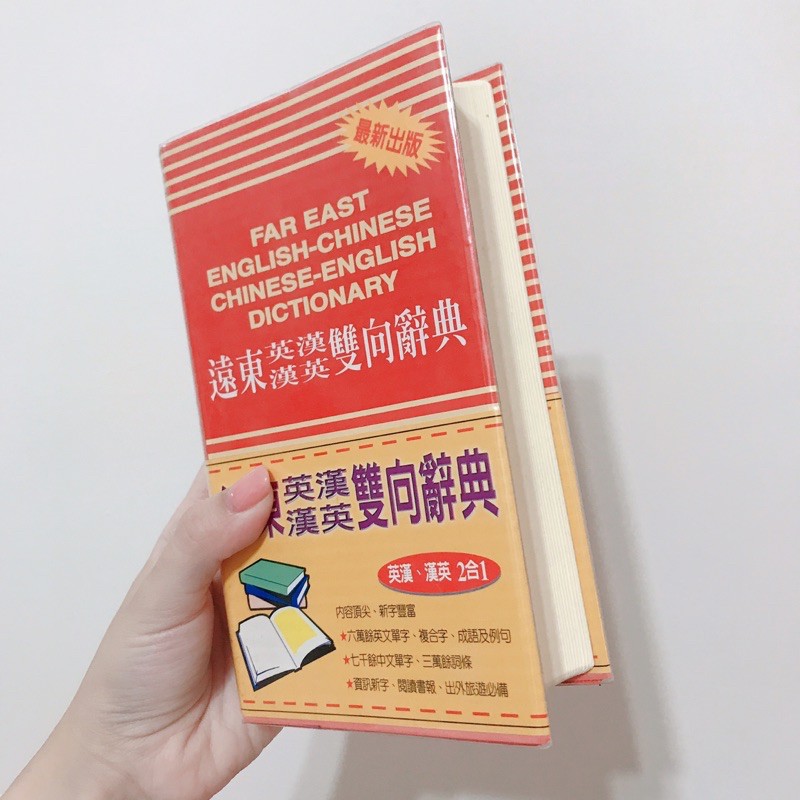 最新出版
FAR EAST
ENGLISH-CHINESE
CHINESE-ENGLISH
DICTIONARY
遠東英漢漢英雙向辭典
東英漢漢英雙向辭典
英漢、漢英 2合1
內容頂尖、新字豐富
★六萬餘英文單字、複合字、成語及例句
★七千餘中文單字、三萬餘詞條
★資訊新字、閱讀書報、出外旅遊必備